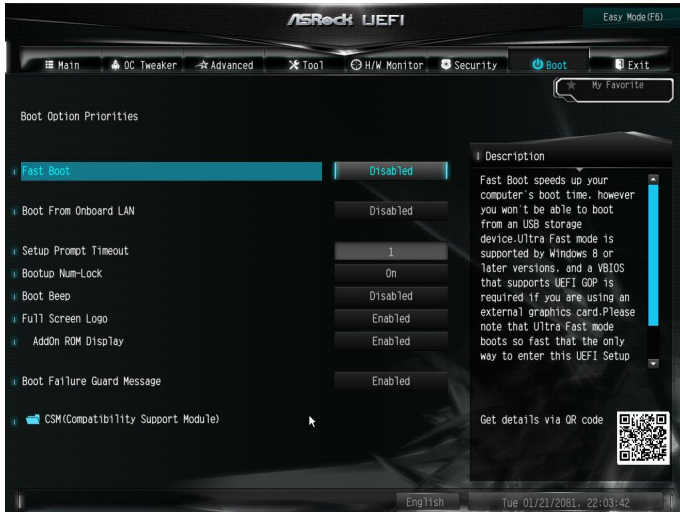 ASRock UEFI
Easy Mode(F6)
Main
OC Tweaker
Advanced
Tool
H/W Monitor
Security
Boot
Exit
My Favorite
Boot Option Priorities
Fast Boot
Disabled
Boot From Onboard LAN
Disabled
Setup Prompt Timeout
1
Bootup Num-Lock
On
Boot Beep
Disabled
Full Screen Logo
Enabled
AddOn ROM Display
Enabled
Boot Failure Guard Message
Enabled
CSM(Compatibility Support Module)
Description
Fast Boot speeds up your
computer's boot time. however
you won't be able to boot
from an USB storage
device.Ultra Fast mode is
supported by Windows 8 or
later versions. and a VBIOS
that supports UEFI GOP is
required if you are using an
external graphics card.Please
note that Ultra Fast mode
boots so fast that the only
way to enter this UEFI Setup
Get details via QR code
English
Tue 01/21/2081. 22:03:42